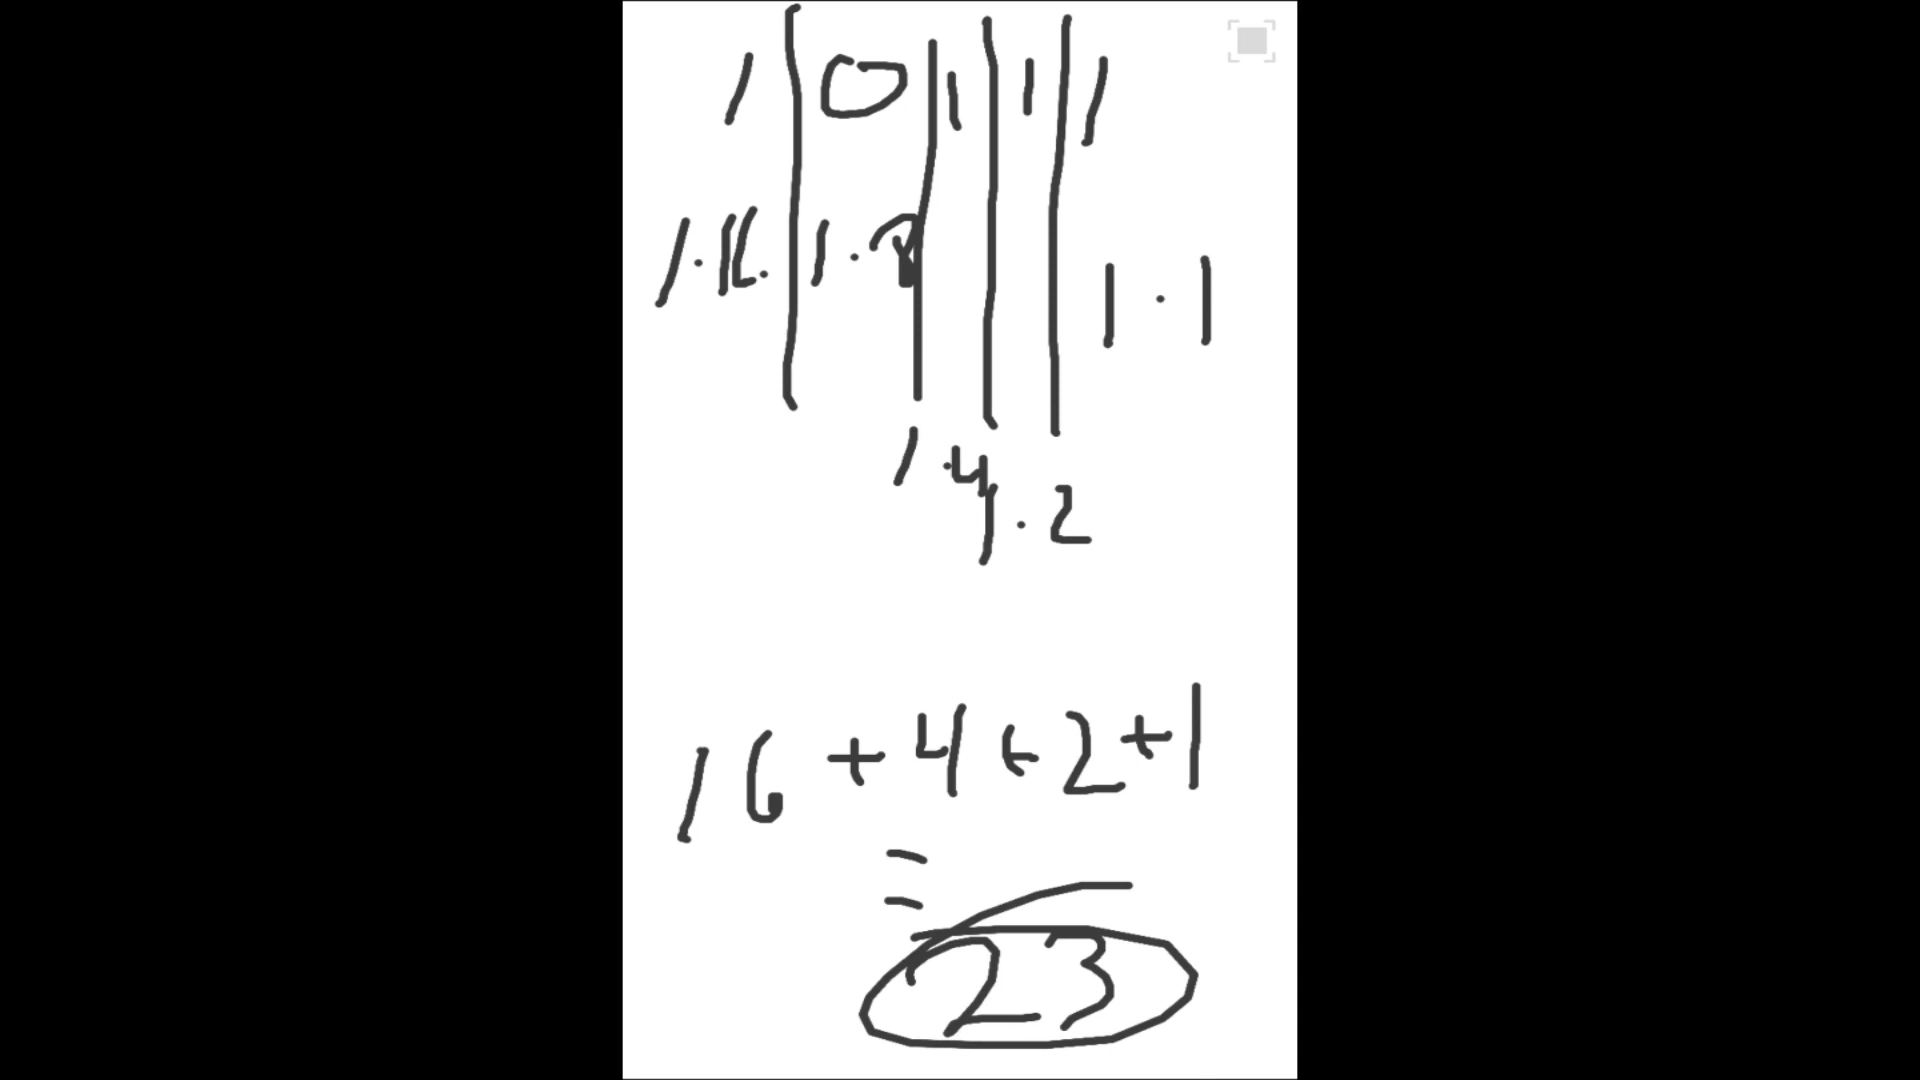 1 | 0 | 1 | 1 | 1
1 · 16 · | 1 · 8 | | | 1 · 1
1 · 4
1 · 2
16 + 4 + 2 + 1
=
23